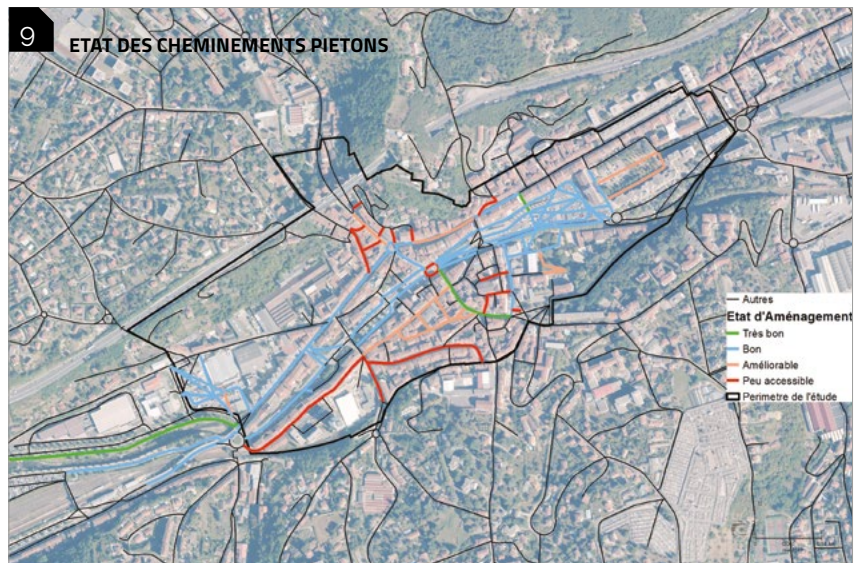 9
ETAT DES CHEMINEMENTS PIETONS
Autres
Etat d'Aménagement
Très bon
Bon
Améliorable
Peu accessible
Perimetre de l'étude